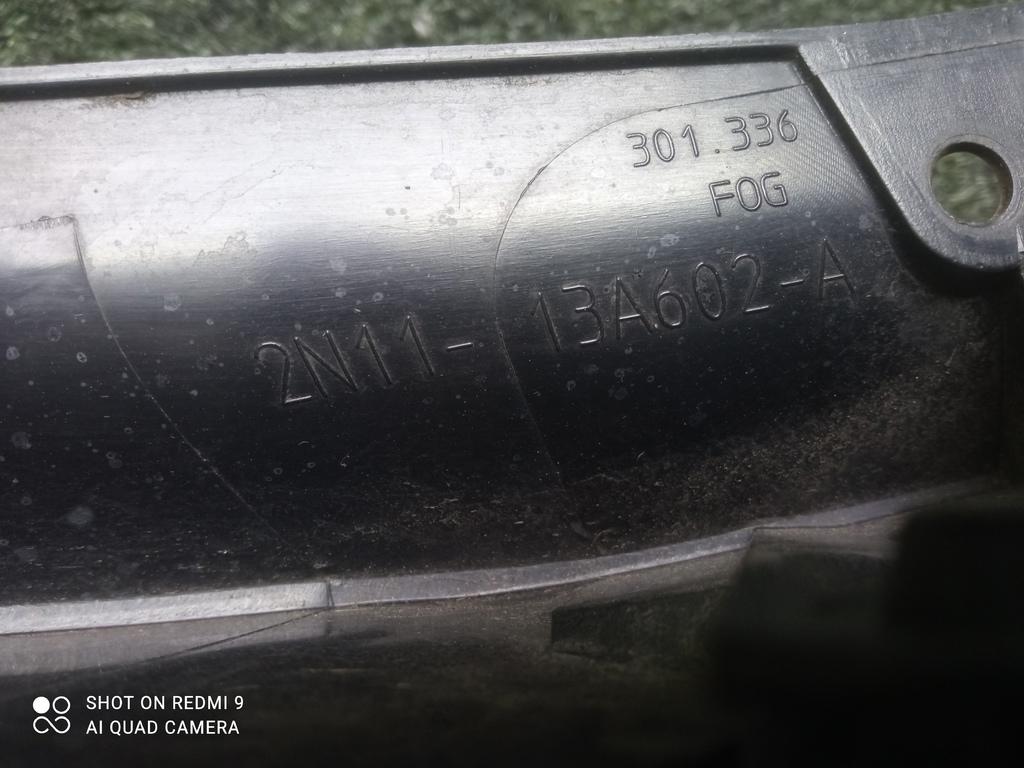 301.336
FOG
2N11-13A602-A
SHOT ON REDMI 9
AI QUAD CAMERA